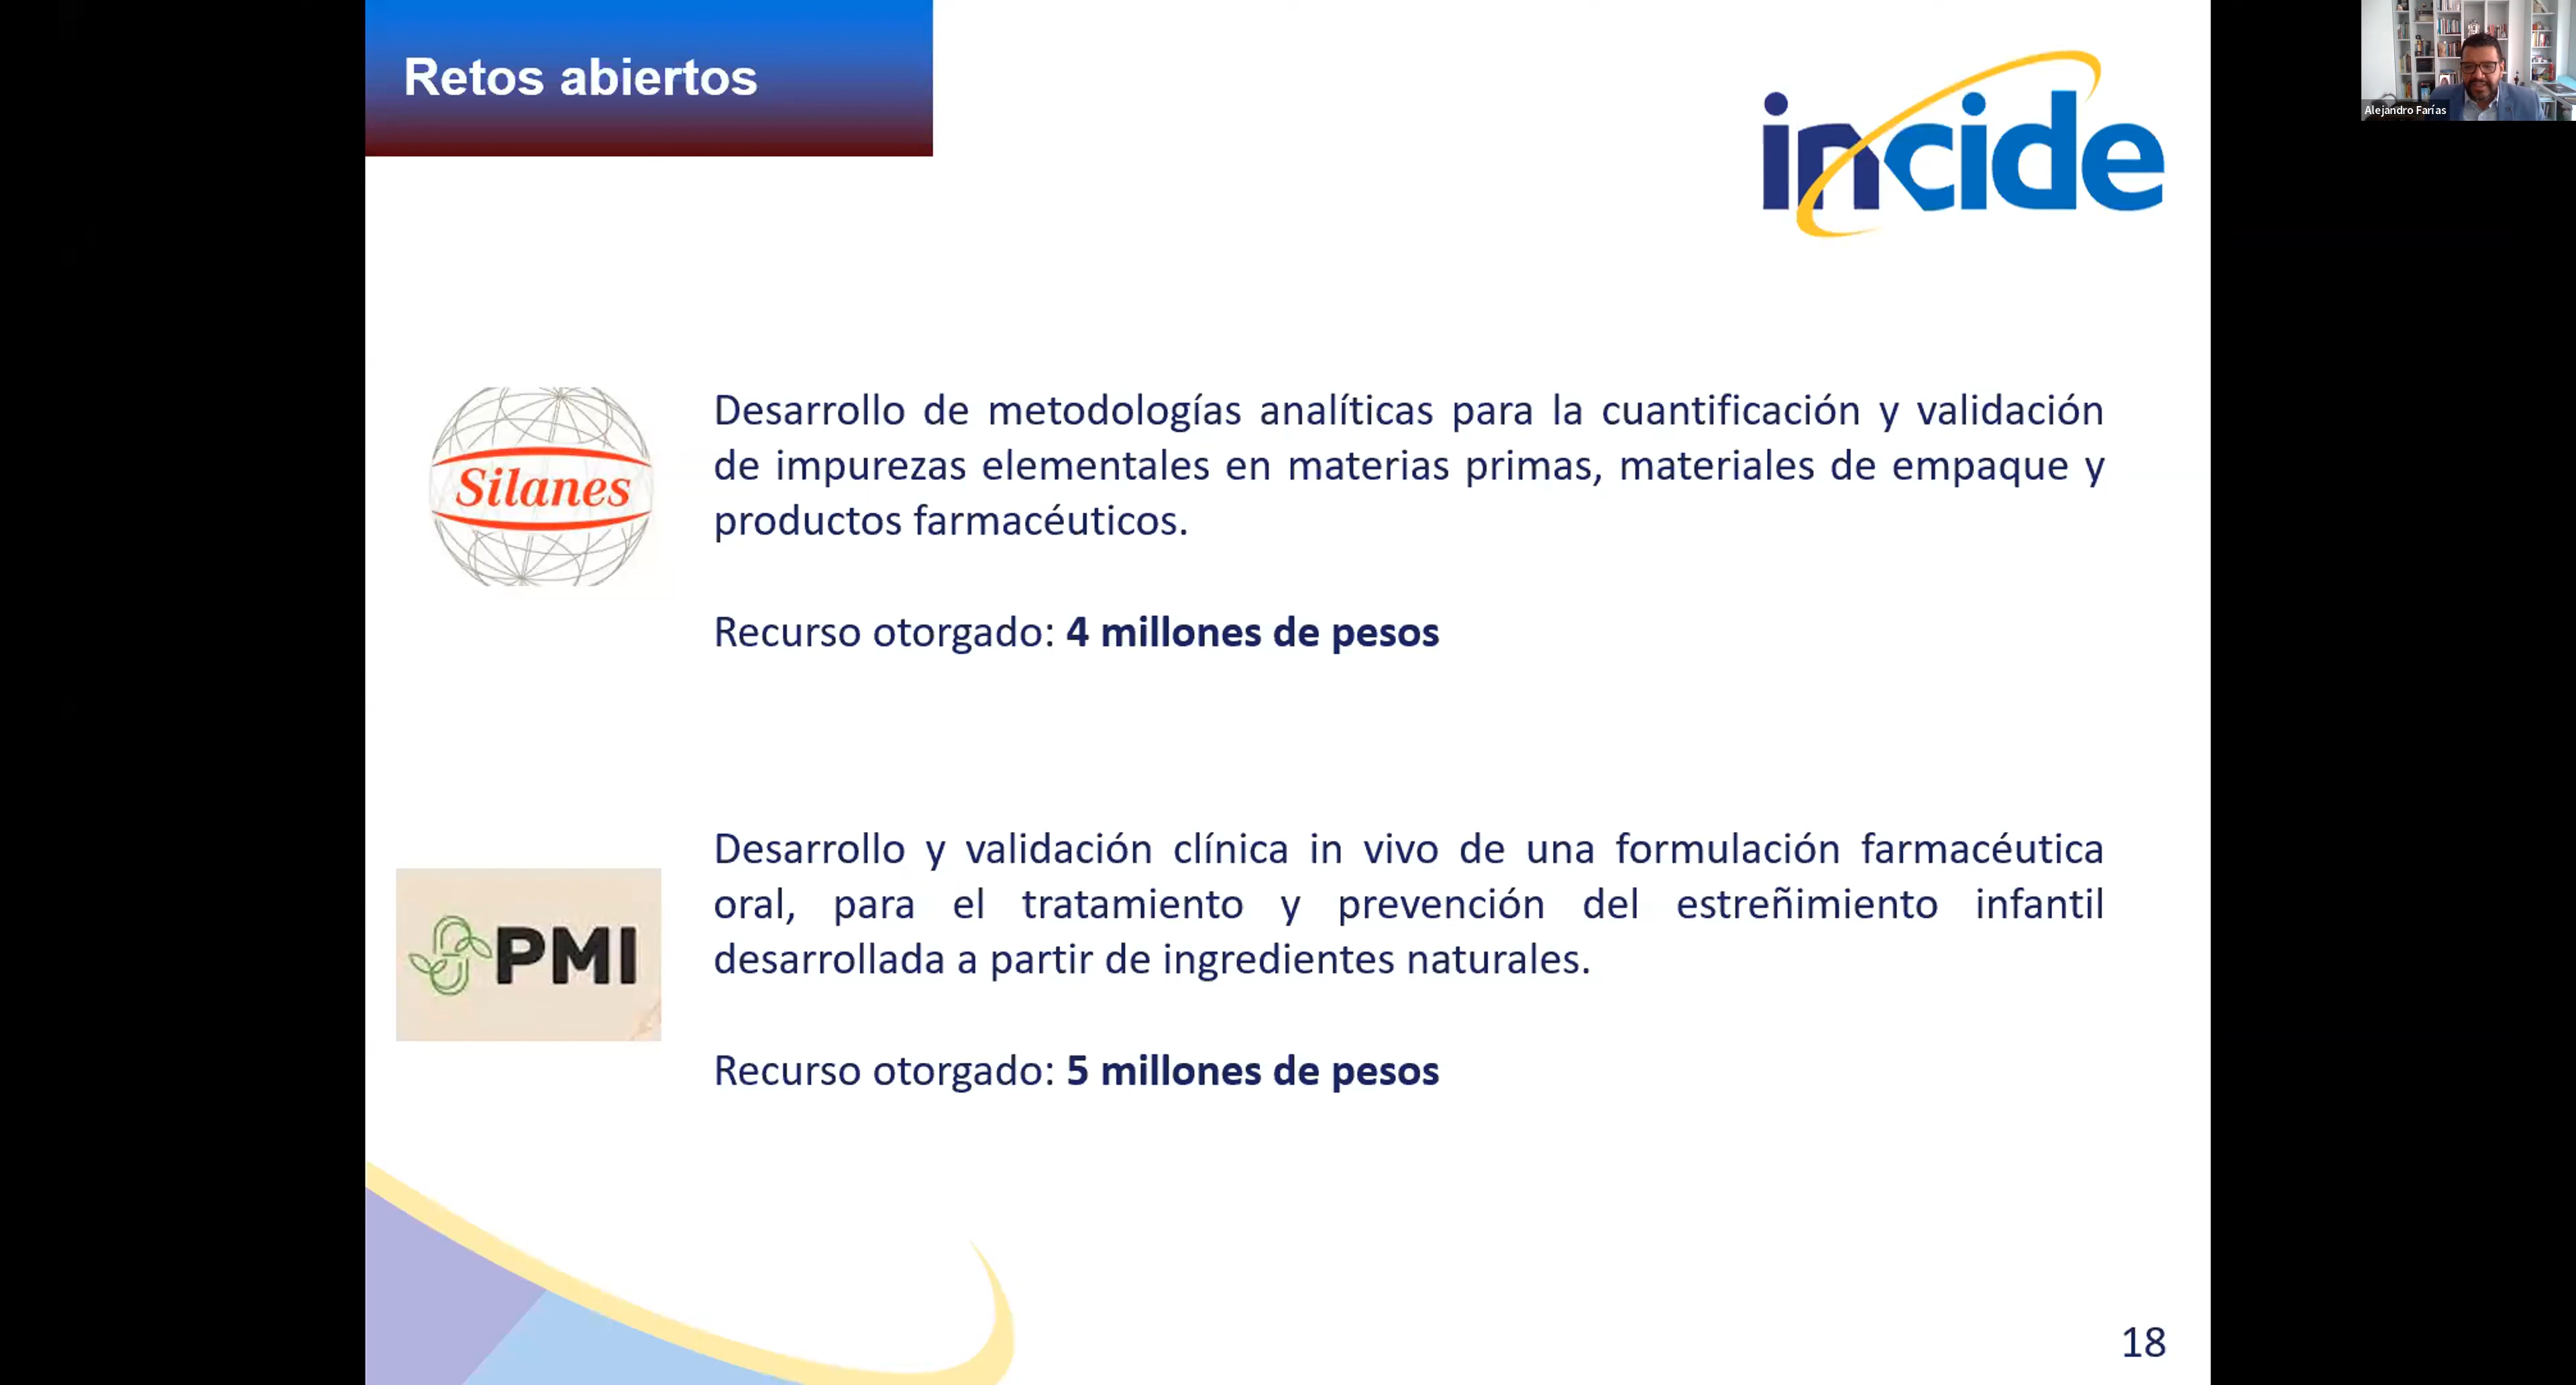 Retos abiertos
incide
Alejandro Farías
Silanes
Desarrollo de metodologías analíticas para la cuantificación y validación
de impurezas elementales en materias primas, materiales de empaque y
productos farmacéuticos.
Recurso otorgado: 4 millones de pesos
PMI
Desarrollo y validación clínica in vivo de una formulación farmacéutica
oral, para el tratamiento y prevención del estreñimiento infantil
desarrollada a partir de ingredientes naturales.
Recurso otorgado: 5 millones de pesos
18